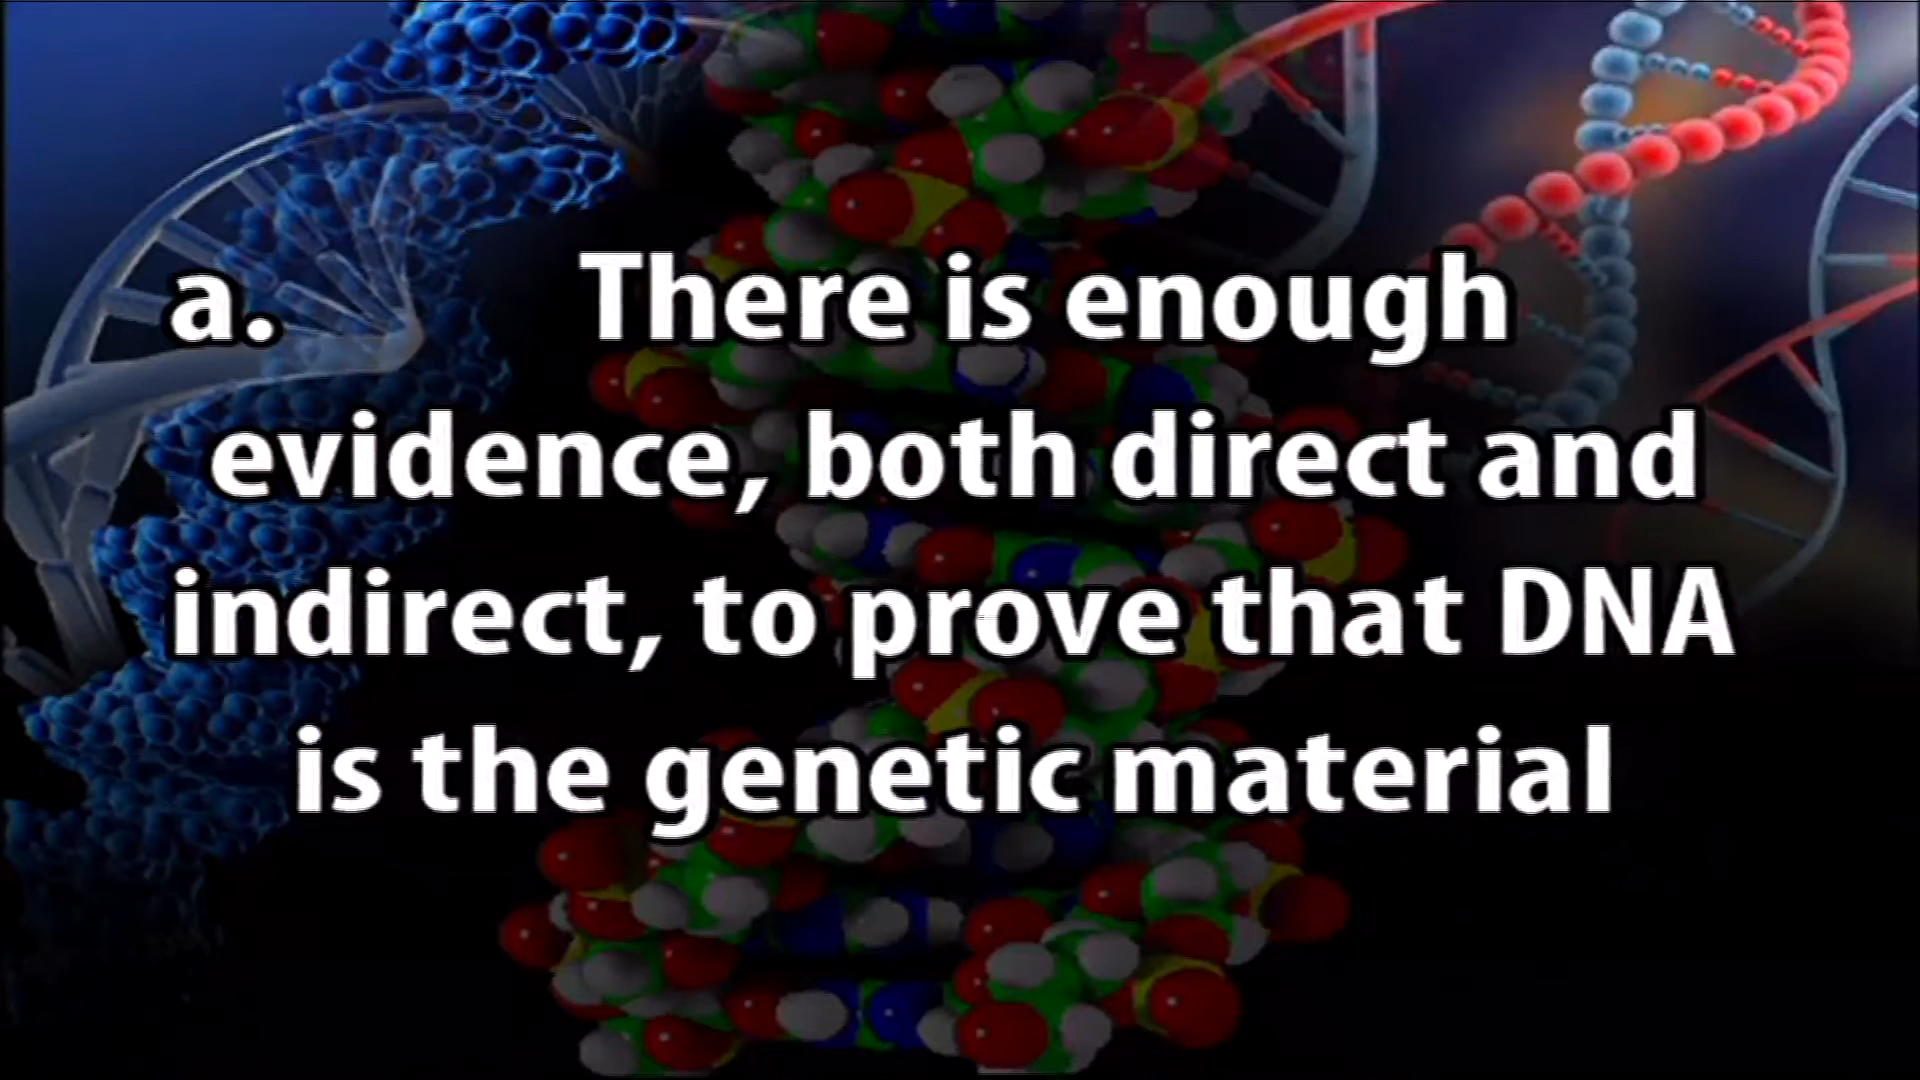 a. There is enough
evidence, both direct and
indirect, to prove that DNA
is the genetic material